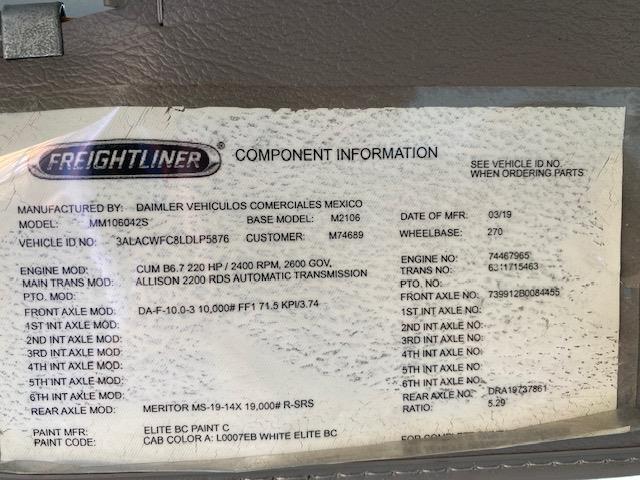 FREIGHTLINER® COMPONENT INFORMATION
SEE VEHICLE ID NO.
WHEN ORDERING PARTS
MANUFACTURED BY: DAIMLER VEHICULOS COMERCIALES MEXICO
MODEL: MM106042S BASE MODEL: M2106 DATE OF MFR: 03/19
VEHICLE ID NO: 3ALACWFC8LDLP5876 CUSTOMER: M74689 WHEELBASE: 270
ENGINE MOD: CUM B6.7 220 HP / 2400 RPM, 2600 GOV, ENGINE NO: 74467965
MAIN TRANS MOD: ALLISON 2200 RDS AUTOMATIC TRANSMISSION TRANS NO: 6311715463
PTO. MOD: PTO. NO:
FRONT AXLE MOD: DA-F-10.0-3 10,000# FF1 71.5 KPI/3.74 FRONT AXLE NO: 739912B0084455
1ST INT AXLE MOD: 1ST INT AXLE NO:
2ND INT AXLE MOD: 2ND INT AXLE NO:
3RD INT AXLE MOD: 3RD INT AXLE NO:
4TH INT AXLE MOD: 4TH INT AXLE NO:
5TH INT AXLE MOD: 5TH INT AXLE NO:
6TH INT AXLE MOD: 6TH INT AXLE NO:
REAR AXLE MOD: MERITOR MS-19-14X 19,000# R-SRS REAR AXLE NO: DRA19737861
RATIO: 5.29
PAINT MFR: ELITE BC PAINT C
PAINT CODE: CAB COLOR A: L0007EB WHITE ELITE BC FOR